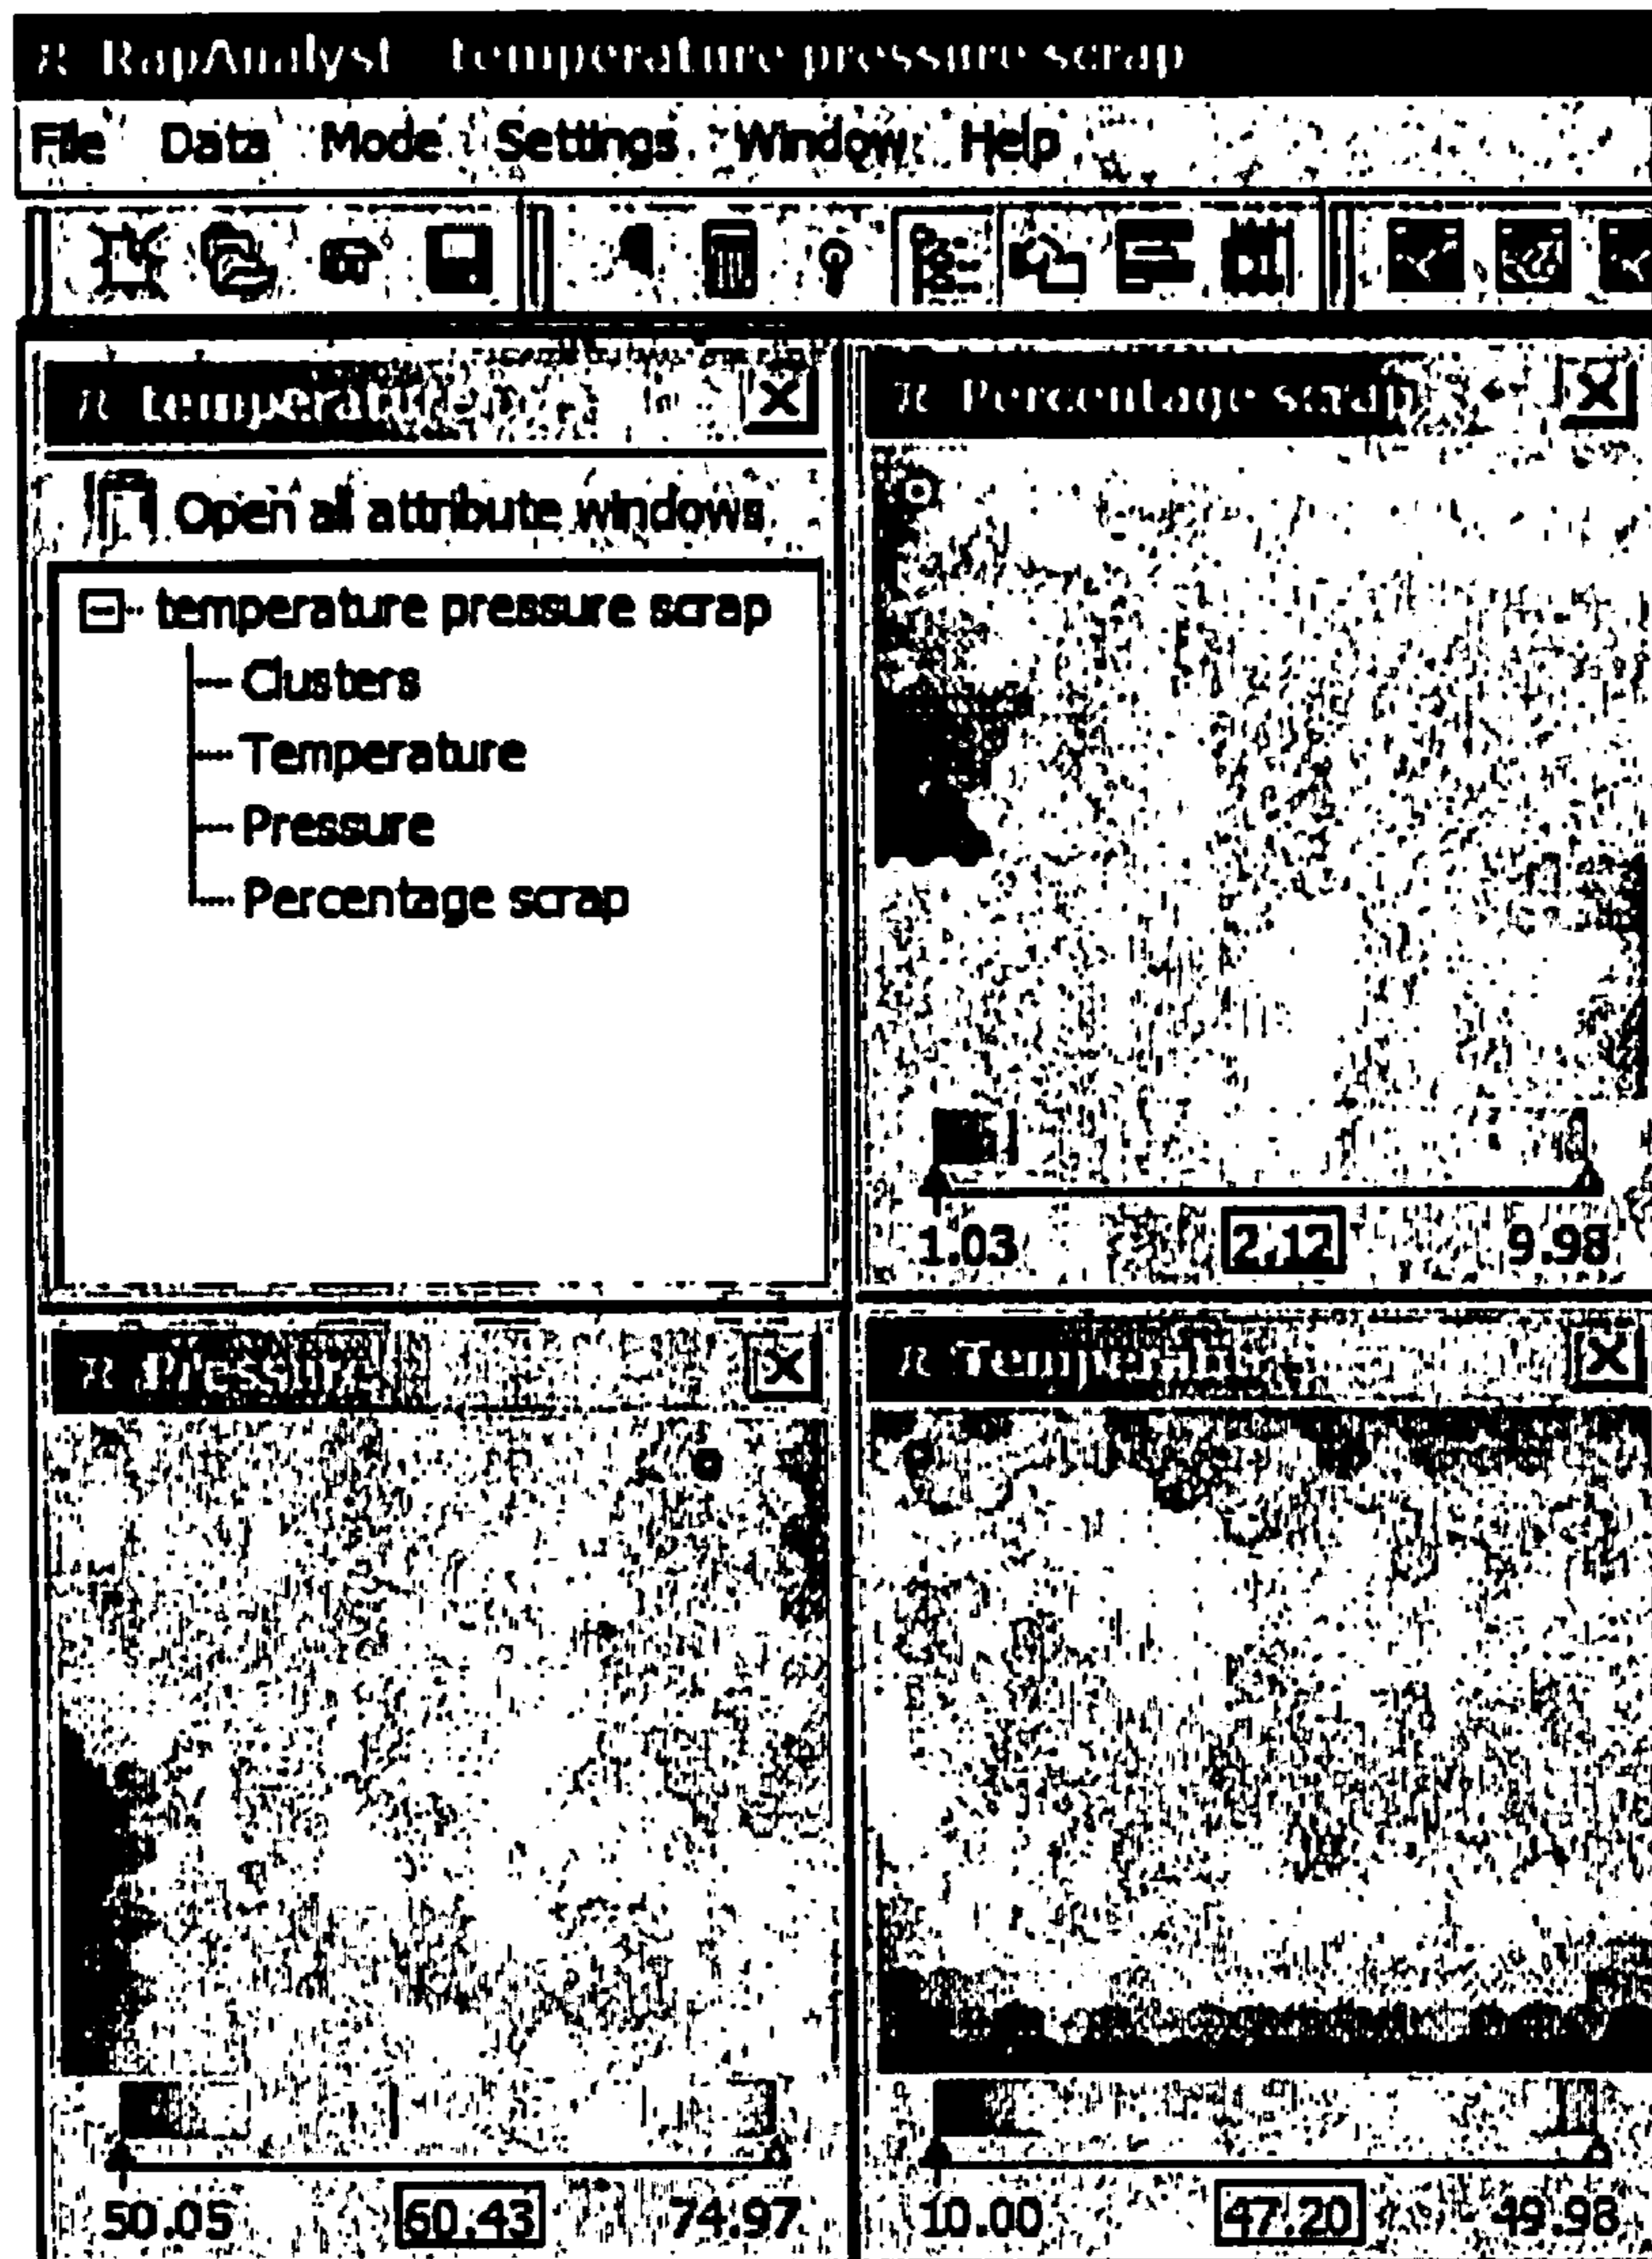 RapAnalyst temperature pressure scrap
File Data Mode Settings Window Help
temperature
Open all attribute windows
temperature pressure scrap
Clusters
Temperature
Pressure
Percentage scrap
Percentage scrap
1.03 2.12 9.98
Pressure
50.05 60.43 74.97
Temperat
10.00 47.20 49.98